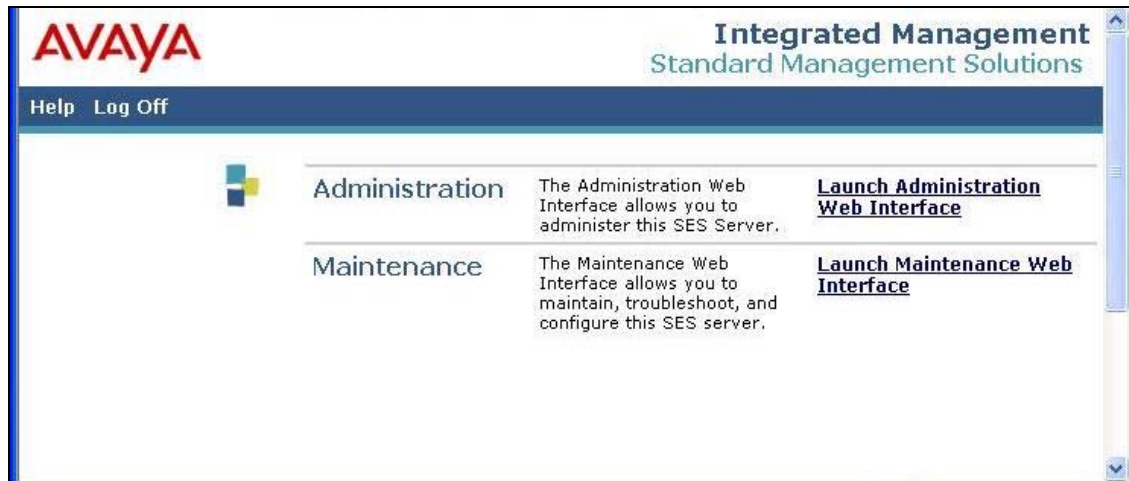 AVAYA
Integrated Management
Standard Management Solutions
Help Log Off
Administration
The Administration Web
Interface allows you to
administer this SES Server.
Launch Administration
Web Interface
Maintenance
The Maintenance Web
Interface allows you to
maintain, troubleshoot, and
configure this SES server.
Launch Maintenance Web
Interface